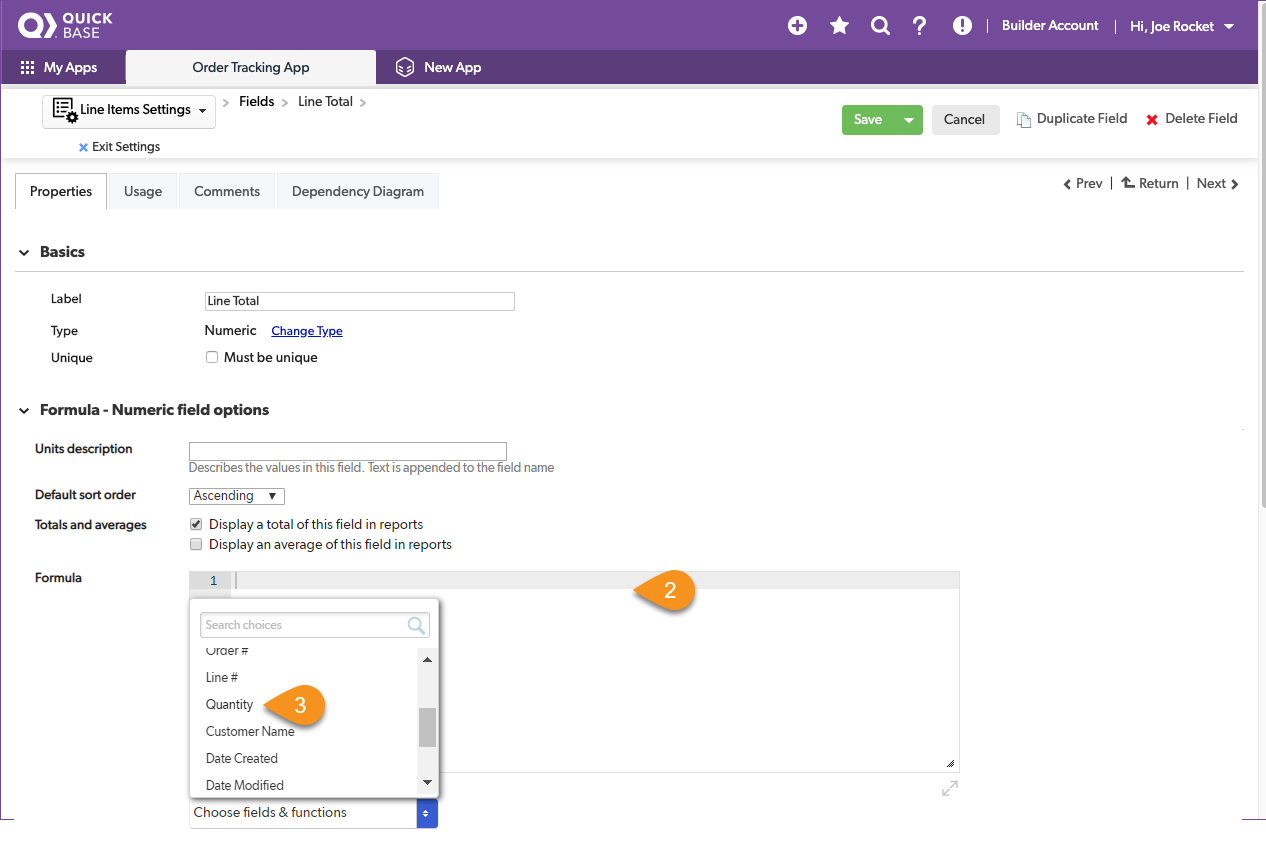 QUICK
BASE
Builder Account
Hi, Joe Rocket
My Apps
Order Tracking App
New App
Line Items Settings
Fields
Line Total
Exit Settings
Save
Cancel
Duplicate Field
Delete Field
Properties
Usage
Comments
Dependency Diagram
Prev | Return | Next
Basics
Label
Line Total
Type
Numeric Change Type
Unique
Must be unique
Formula - Numeric field options
Units description
Describes the values in this field. Text is appended to the field name
Default sort order
Ascending
Totals and averages
Display a total of this field in reports
Display an average of this field in reports
Formula
1
2
Search choices
Order #
Line #
Quantity
3
Customer Name
Date Created
Date Modified
Choose fields & functions